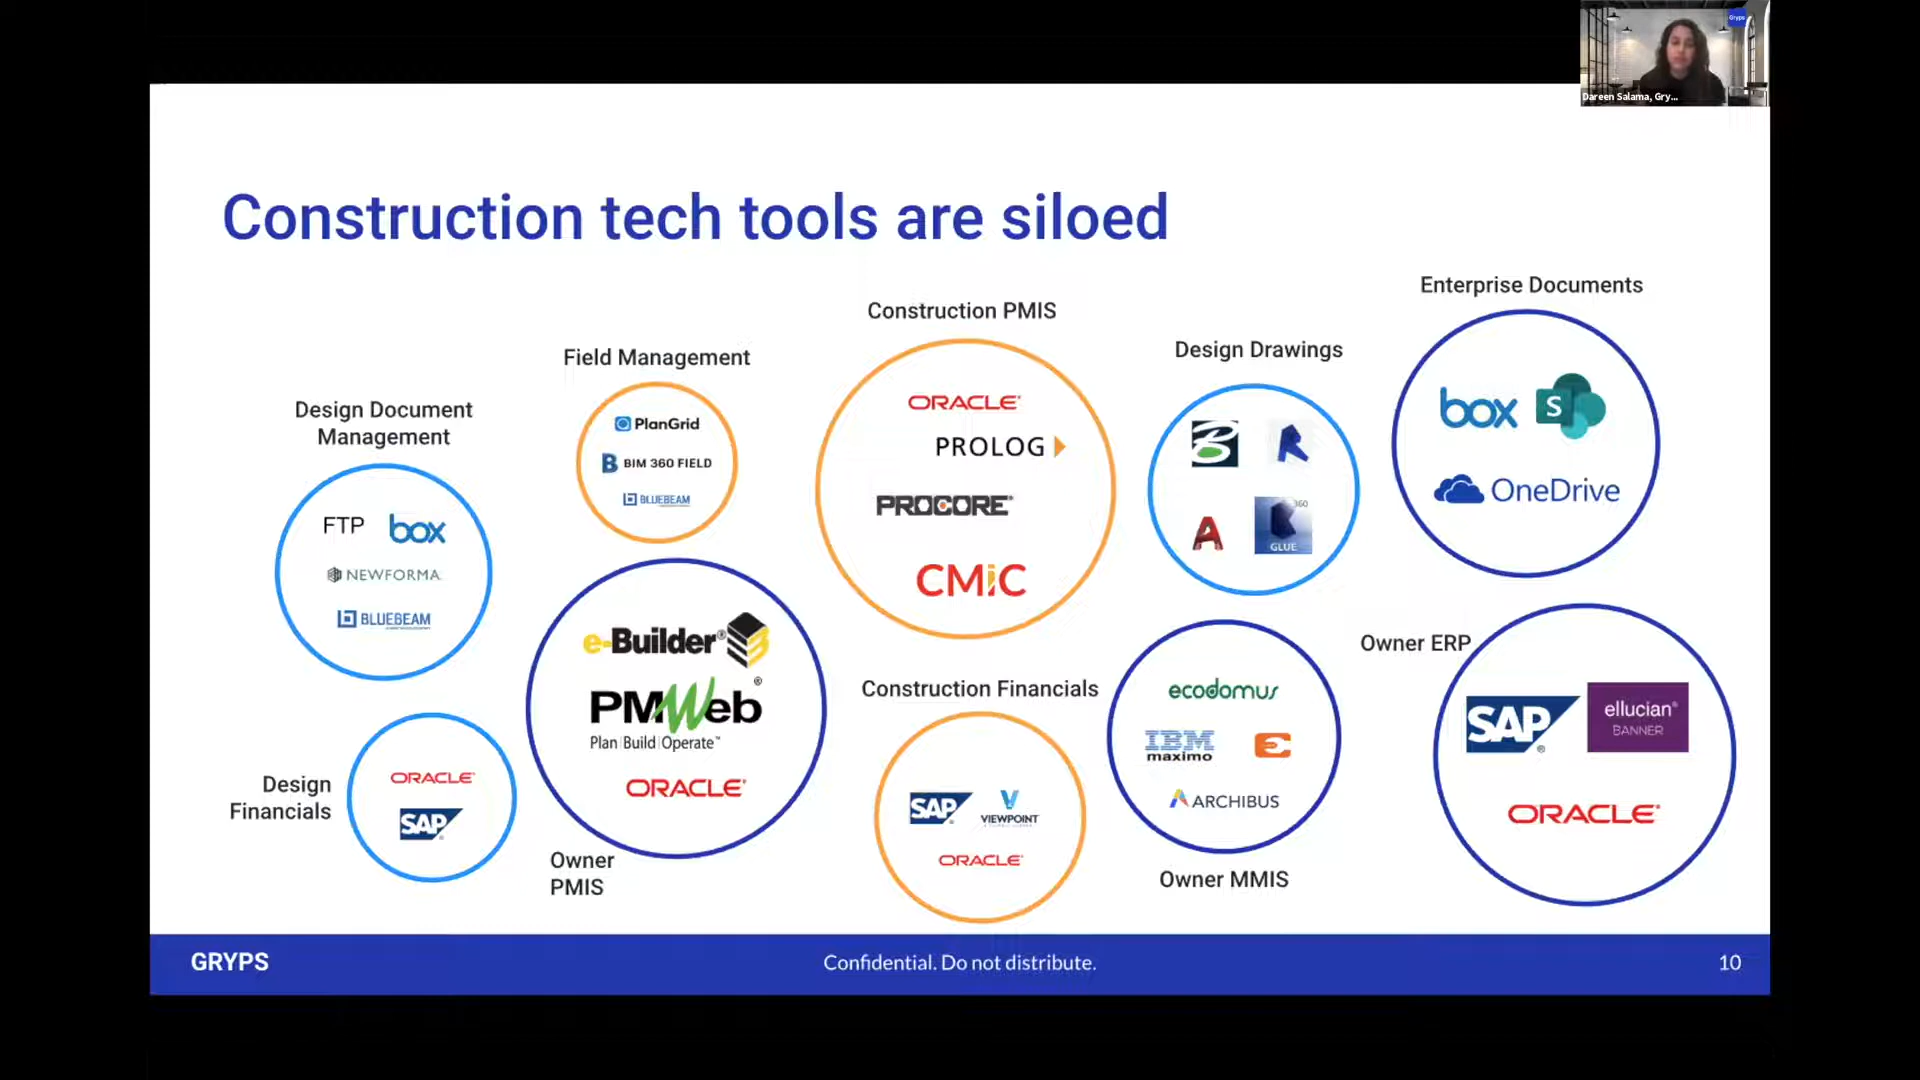 Gryps
Dareen Salama, Gry...
Construction tech tools are siloed
Enterprise Documents
box S
OneDrive
Construction PMIS
ORACLE®
PROLOG
PROCORE®
CMiC
Design Drawings
B R
A 360
GLUE
Field Management
PlanGrid
B BIM 360 FIELD
BLUEBEAM
Design Document
Management
FTP box
NEWFORMA
BLUEBEAM
e-Builder®
PMWeb®
Plan Build Operate™
ORACLE®
Owner
PMIS
Design
Financials
ORACLE®
SAP®
Construction Financials
SAP® VIEWPOINT
ORACLE®
ecodomus
IBM
maximo
ARCHIBUS
Owner MMIS
Owner ERP
SAP® ellucian®
BANNER
ORACLE®
GRYPS
Confidential. Do not distribute.
10